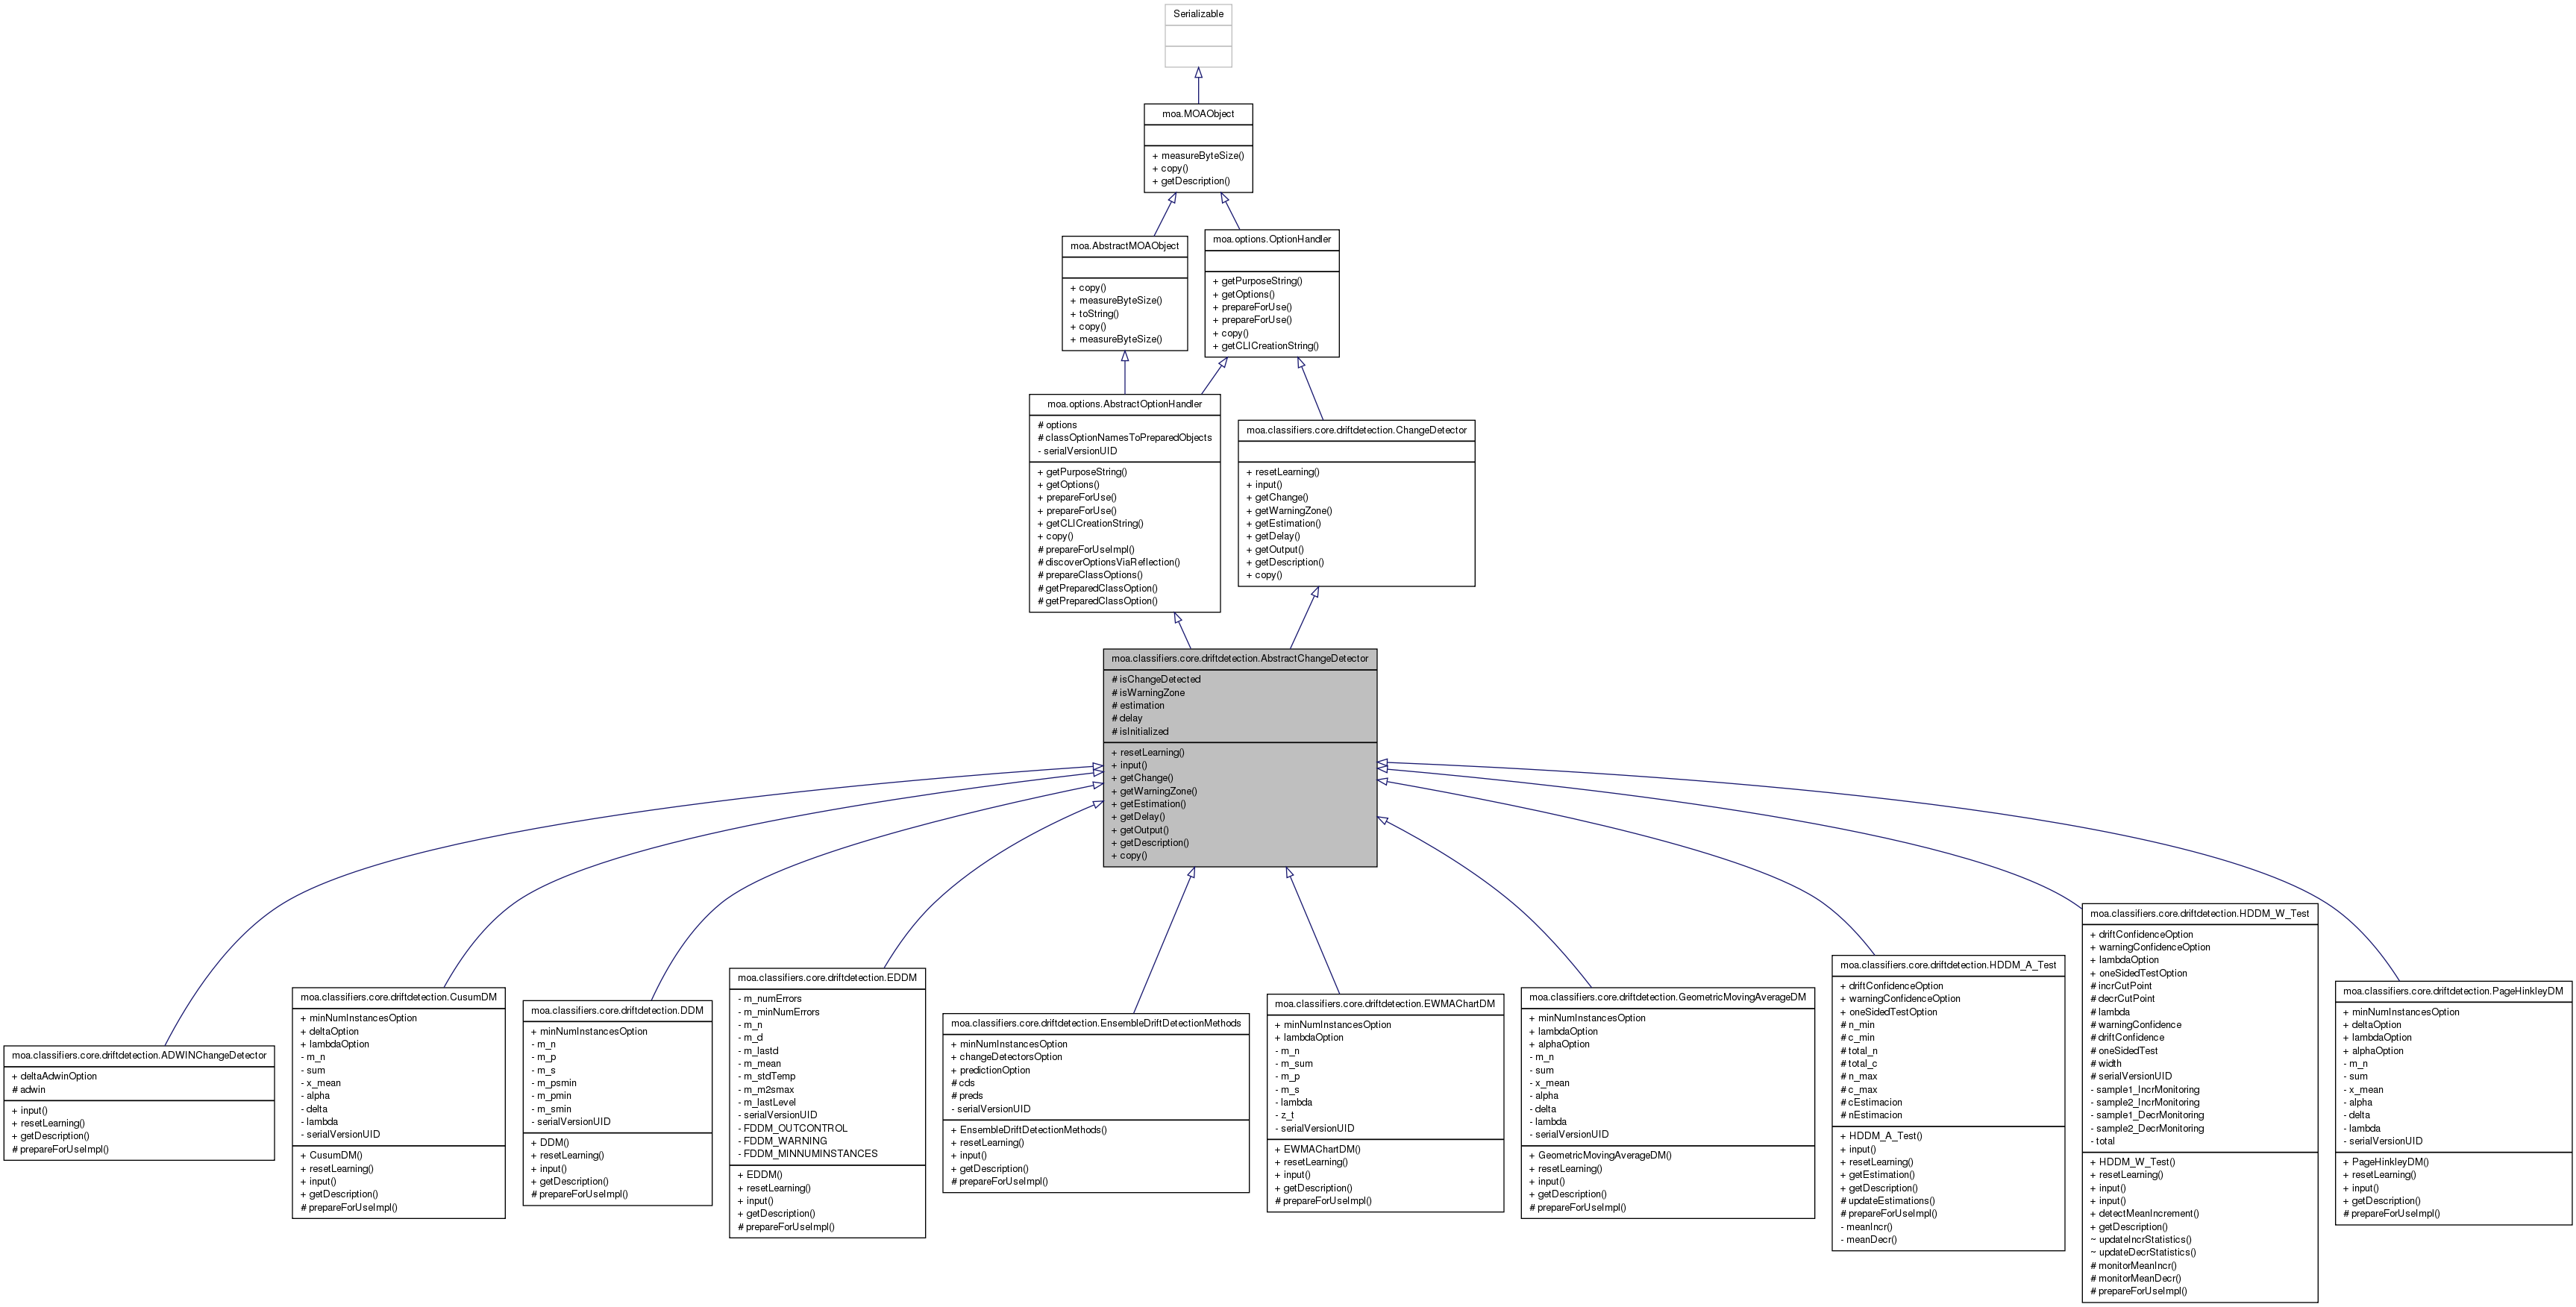 Serializable
moa.MOAObject
+ measureByteSize()
+ copy()
+ getDescription()
moa.AbstractMOAObject
+ copy()
+ measureByteSize()
+ toString()
+ copy()
+ measureByteSize()
moa.options.OptionHandler
+ getPurposeString()
+ getOptions()
+ prepareForUse()
+ prepareForUse()
+ copy()
+ getCLICreationString()
moa.options.AbstractOptionHandler
# options
# classOptionNamesToPreparedObjects
- serialVersionUID
+ getPurposeString()
+ getOptions()
+ prepareForUse()
+ prepareForUse()
+ getCLICreationString()
+ copy()
# prepareForUseImpl()
# discoverOptionsViaReflection()
# prepareClassOptions()
# getPreparedClassOption()
# getPreparedClassOption()
moa.classifiers.core.driftdetection.ChangeDetector
+ resetLearning()
+ input()
+ getChange()
+ getWarningZone()
+ getEstimation()
+ getDelay()
+ getOutput()
+ getDescription()
+ copy()
moa.classifiers.core.driftdetection.AbstractChangeDetector
# isChangeDetected
# isWarningZone
# estimation
# delay
# isInitialized
+ resetLearning()
+ input()
+ getChange()
+ getWarningZone()
+ getEstimation()
+ getDelay()
+ getOutput()
+ getDescription()
+ copy()
moa.classifiers.core.driftdetection.ADWINChangeDetector
+ deltaAdwinOption
# adwin
+ input()
+ resetLearning()
+ getDescription()
# prepareForUseImpl()
moa.classifiers.core.driftdetection.CusumDM
+ minNumInstancesOption
+ deltaOption
+ lambdaOption
- m_n
- sum
- x_mean
- alpha
- delta
- lambda
- serialVersionUID
+ CusumDM()
+ resetLearning()
+ input()
+ getDescription()
# prepareForUseImpl()
moa.classifiers.core.driftdetection.DDM
+ minNumInstancesOption
- m_n
- m_p
- m_s
- m_psmin
- m_pmin
- m_smin
- serialVersionUID
+ DDM()
+ resetLearning()
+ input()
+ getDescription()
# prepareForUseImpl()
moa.classifiers.core.driftdetection.EDDM
- m_numErrors
- m_minNumErrors
- m_n
- m_d
- m_lastd
- m_mean
- m_stdTemp
- m_m2smax
- m_lastLevel
- serialVersionUID
- FDDM_OUTCONTROL
- FDDM_WARNING
- FDDM_MINNUMINSTANCES
+ EDDM()
+ resetLearning()
+ input()
+ getDescription()
# prepareForUseImpl()
moa.classifiers.core.driftdetection.EnsembleDriftDetectionMethods
+ minNumInstancesOption
+ changeDetectorsOption
+ predictionOption
# cds
# preds
- serialVersionUID
+ EnsembleDriftDetectionMethods()
+ resetLearning()
+ input()
+ getDescription()
# prepareForUseImpl()
moa.classifiers.core.driftdetection.EWMAChartDM
+ minNumInstancesOption
+ lambdaOption
- m_n
- m_sum
- m_p
- m_s
- lambda
- z_t
- serialVersionUID
+ EWMAChartDM()
+ resetLearning()
+ input()
+ getDescription()
# prepareForUseImpl()
moa.classifiers.core.driftdetection.GeometricMovingAverageDM
+ minNumInstancesOption
+ lambdaOption
+ alphaOption
- m_n
- sum
- x_mean
- alpha
- delta
- lambda
- serialVersionUID
+ GeometricMovingAverageDM()
+ resetLearning()
+ input()
+ getDescription()
# prepareForUseImpl()
moa.classifiers.core.driftdetection.HDDM_A_Test
+ driftConfidenceOption
+ warningConfidenceOption
+ oneSidedTestOption
# n_min
# c_min
# total_n
# total_c
# n_max
# c_max
# cEstimacion
# nEstimacion
+ HDDM_A_Test()
+ input()
+ resetLearning()
+ getEstimation()
+ getDescription()
# updateEstimations()
# prepareForUseImpl()
- meanIncr()
- meanDecr()
moa.classifiers.core.driftdetection.HDDM_W_Test
+ driftConfidenceOption
+ warningConfidenceOption
+ lambdaOption
+ oneSidedTestOption
# incrCutPoint
# decrCutPoint
# lambda
# warningConfidence
# driftConfidence
# oneSidedTest
# width
# serialVersionUID
- sample1_IncrMonitoring
- sample2_IncrMonitoring
- sample1_DecrMonitoring
- sample2_DecrMonitoring
- total
+ HDDM_W_Test()
+ resetLearning()
+ input()
+ input()
+ detectMeanIncrement()
+ getDescription()
~ updateIncrStatistics()
~ updateDecrStatistics()
# monitorMeanIncr()
# monitorMeanDecr()
# prepareForUseImpl()
moa.classifiers.core.driftdetection.PageHinkleyDM
+ minNumInstancesOption
+ deltaOption
+ lambdaOption
+ alphaOption
- m_n
- sum
- x_mean
- alpha
- delta
- lambda
- serialVersionUID
+ PageHinkleyDM()
+ resetLearning()
+ input()
+ getDescription()
# prepareForUseImpl()